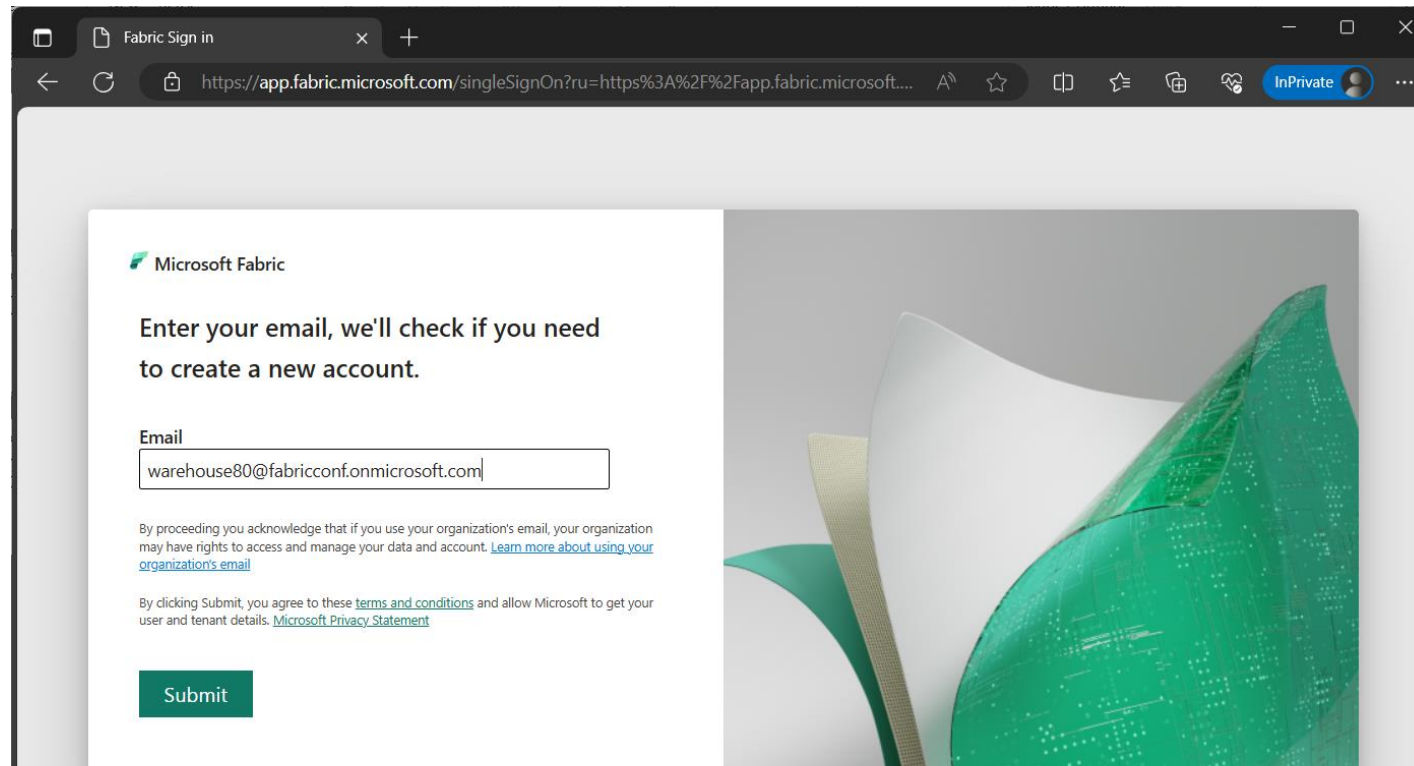 Fabric Sign in
https://app.fabric.microsoft.com/singleSignOn?ru=https%3A%2F%2Fapp.fabric.microsoft....
InPrivate
Microsoft Fabric
Enter your email, we'll check if you need
to create a new account.
Email
warehouse80@fabricconf.onmicrosoft.com
By proceeding you acknowledge that if you use your organization's email, your organization
may have rights to access and manage your data and account. Learn more about using your
organization's email
By clicking Submit, you agree to these terms and conditions and allow Microsoft to get your
user and tenant details. Microsoft Privacy Statement
Submit